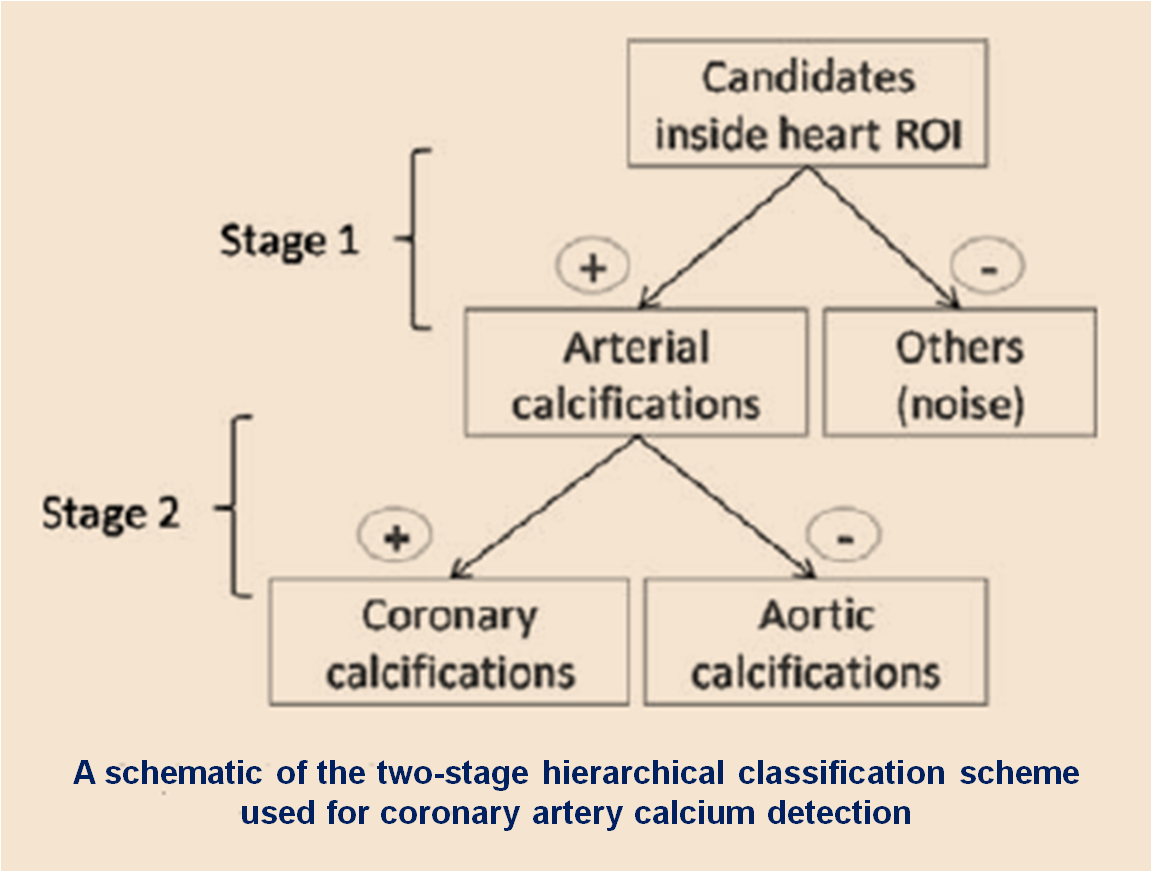 Candidates
inside heart ROI
Stage 1
+
-
Arterial
calcifications
Others
(noise)
Stage 2
+
-
Coronary
calcifications
Aortic
calcifications
A schematic of the two-stage hierarchical classification scheme
used for coronary artery calcium detection